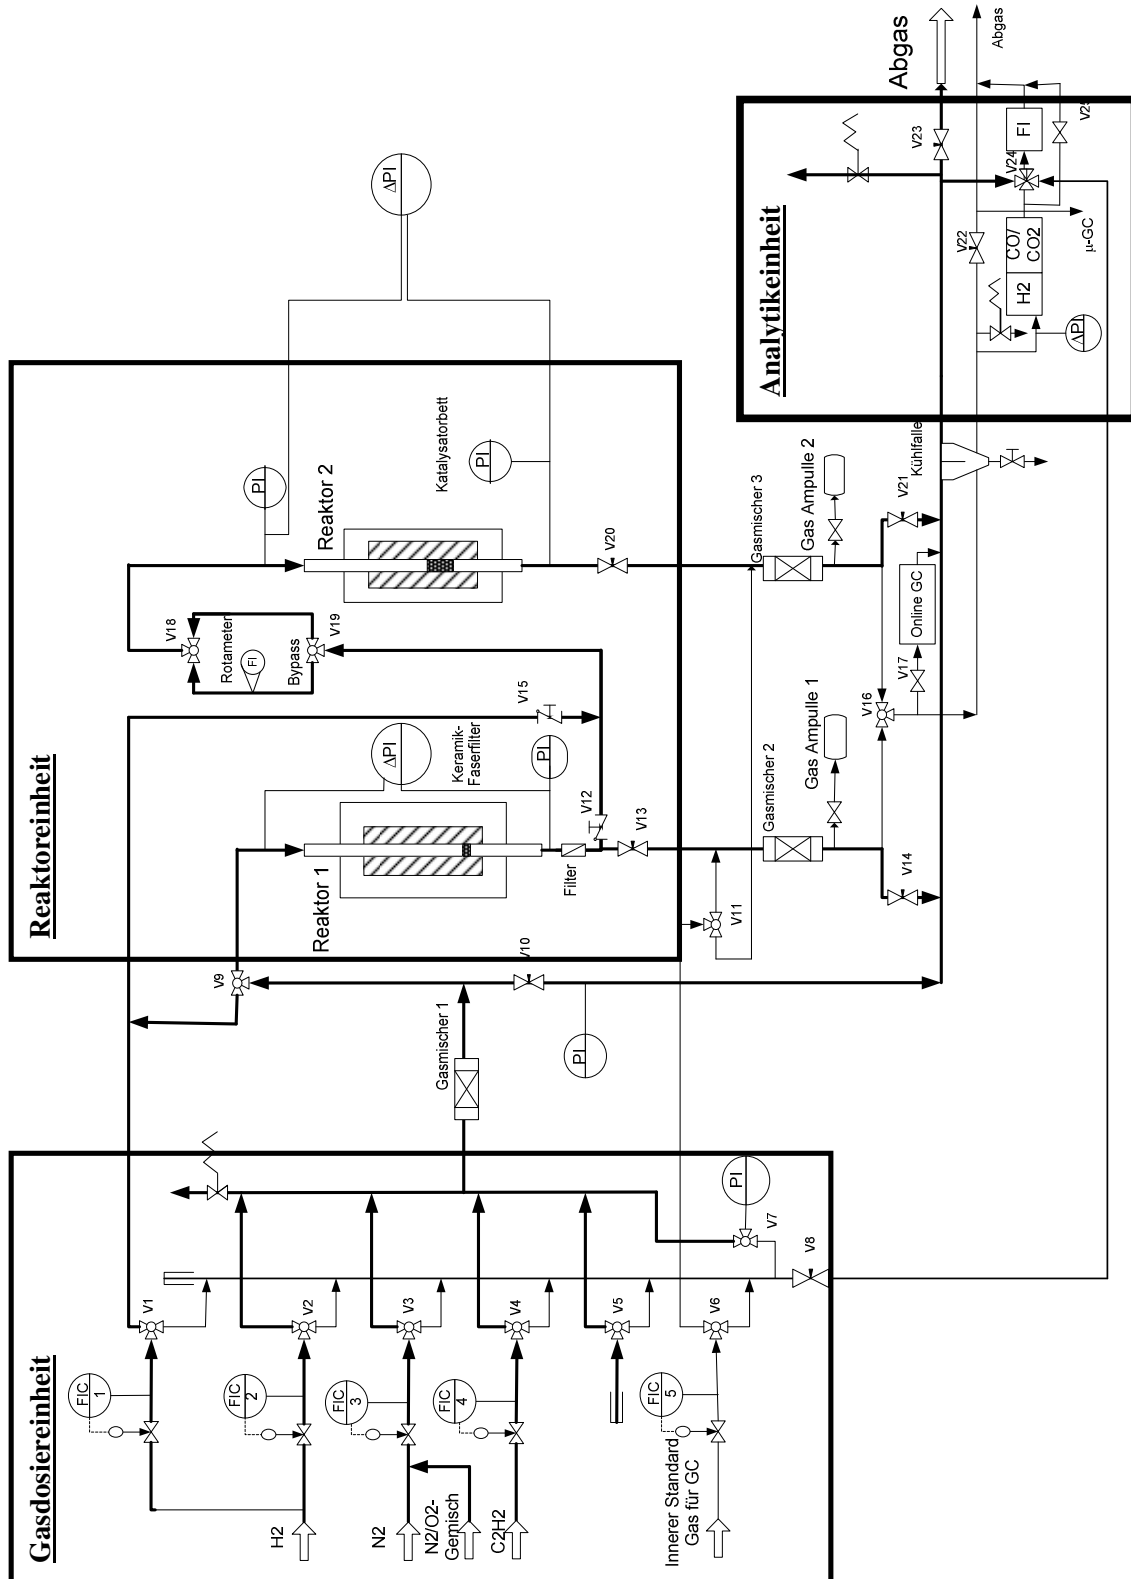 Gasdosiereinheit
FIC
1
FIC
2
FIC
3
FIC
4
FIC
5
H2
N2
N2/O2-
Gemisch
C2H2
Innerer Standard
Gas für GC
V1
V2
V3
V4
V5
V6
V7
V8
PI
Gasmischer 1
PI
V9
V10
Reaktoreinheit
Reaktor 1
ΔPI
Keramik-
Faserfilter
PI
Filter
V12
V13
V15
V11
V18
Rotameter
FI
Bypass
V19
PI
Reaktor 2
Katalysatorbett
PI
V20
ΔPI
Gasmischer 2
Gas Ampulle 1
V14
Gasmischer 3
Gas Ampulle 2
V21
V16
V17
Online GC
Kühlfalle
Analytikeinheit
ΔPI
H2
CO/
CO2
V22
µ-GC
V23
V24
FI
V25
Abgas
Abgas